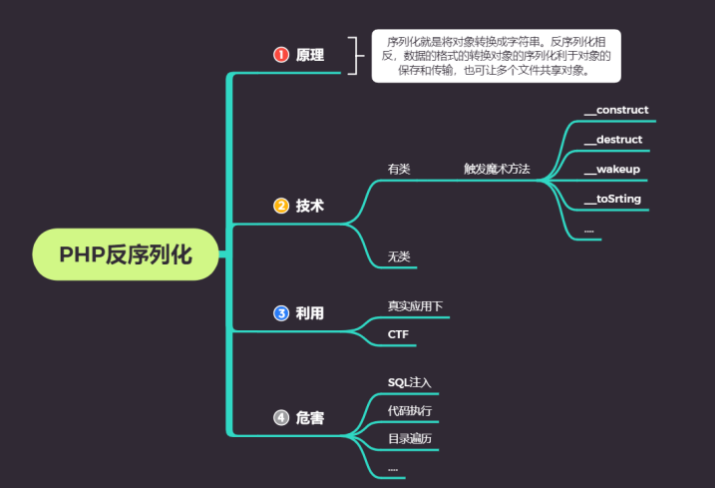 PHP反序列化
1 原理
序列化就是将对象转换成字符串。反序列化相
反，数据的格式的转换对象的序列化利于对象的
保存和传输，也可让多个文件共享对象。
2 技术
有类
触发魔术方法
__construct
__destruct
__wakeup
__toSrting
....
无类
3 利用
真实应用下
CTF
4 危害
SQL注入
代码执行
目录遍历
....